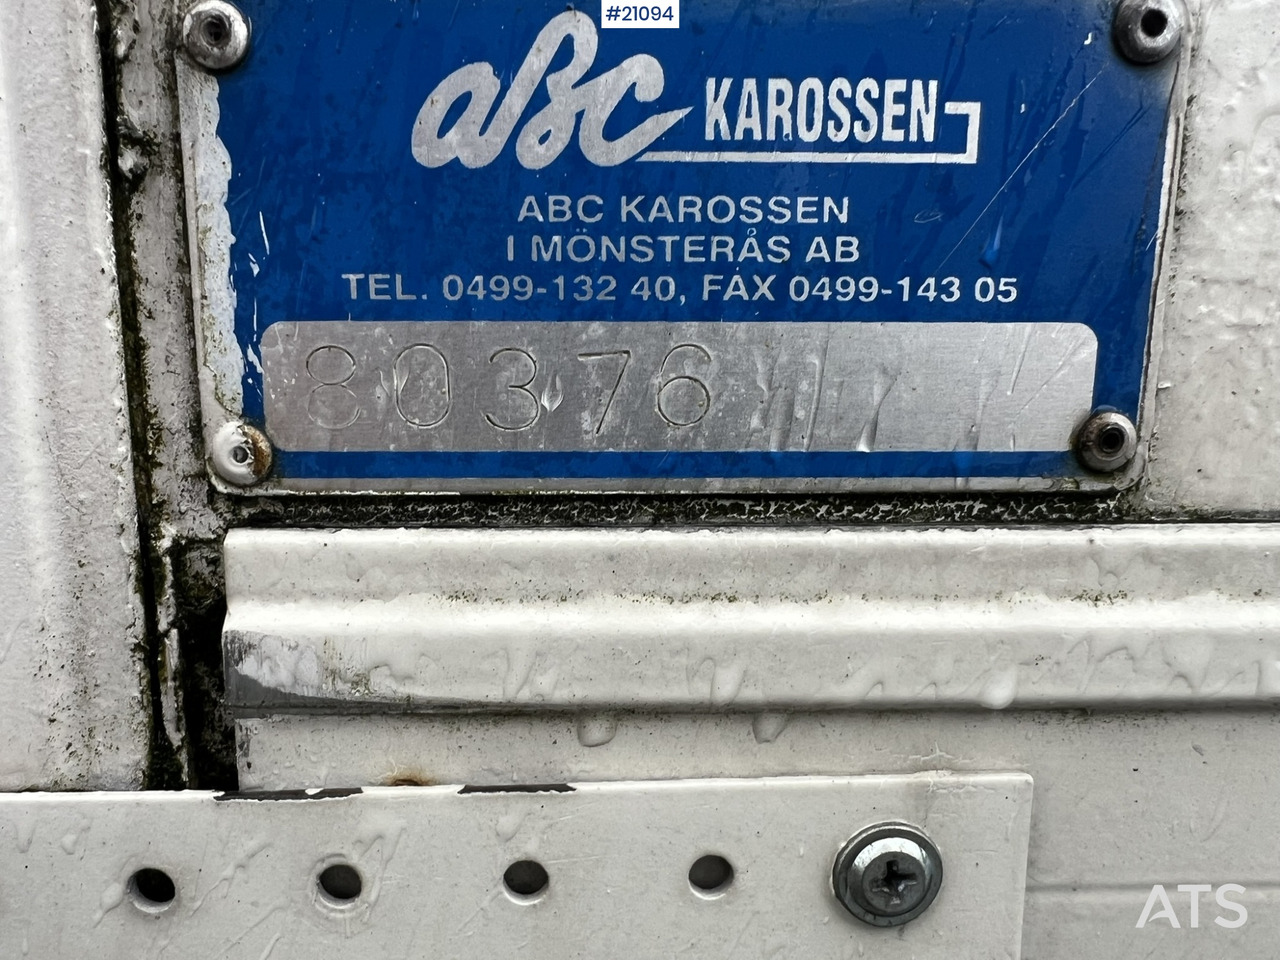 #21094
aBC KAROSSEN
ABC KAROSSEN
I MÖNSTERÅS AB
TEL. 0499-132 40, FAX 0499-143 05
80376
ATS